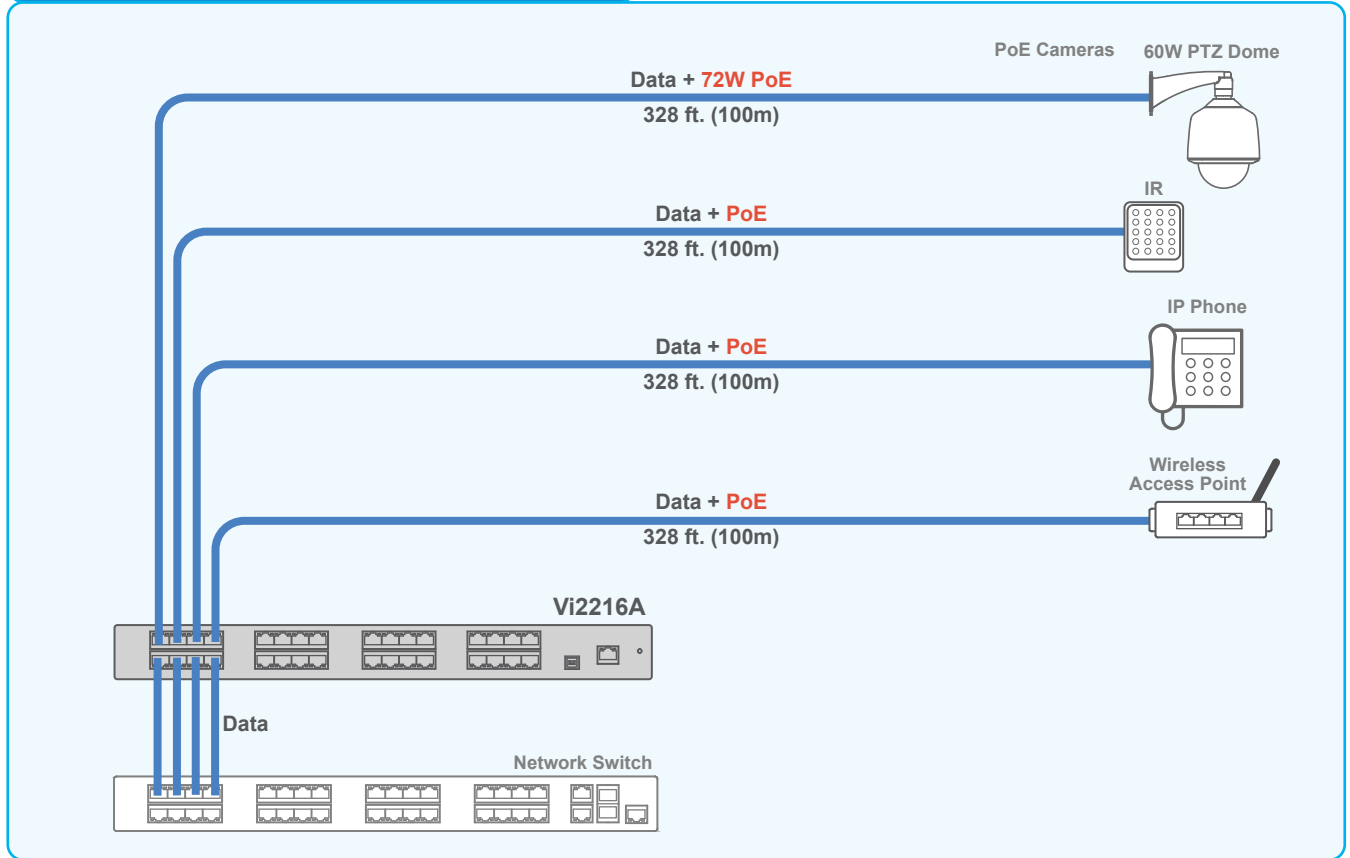 PoE Cameras
60W PTZ Dome
Data + 72W PoE
328 ft. (100m)
IR
Data + PoE
328 ft. (100m)
IP Phone
Data + PoE
328 ft. (100m)
Wireless
Access Point
Data + PoE
328 ft. (100m)
Vi2216A
Data
Network Switch